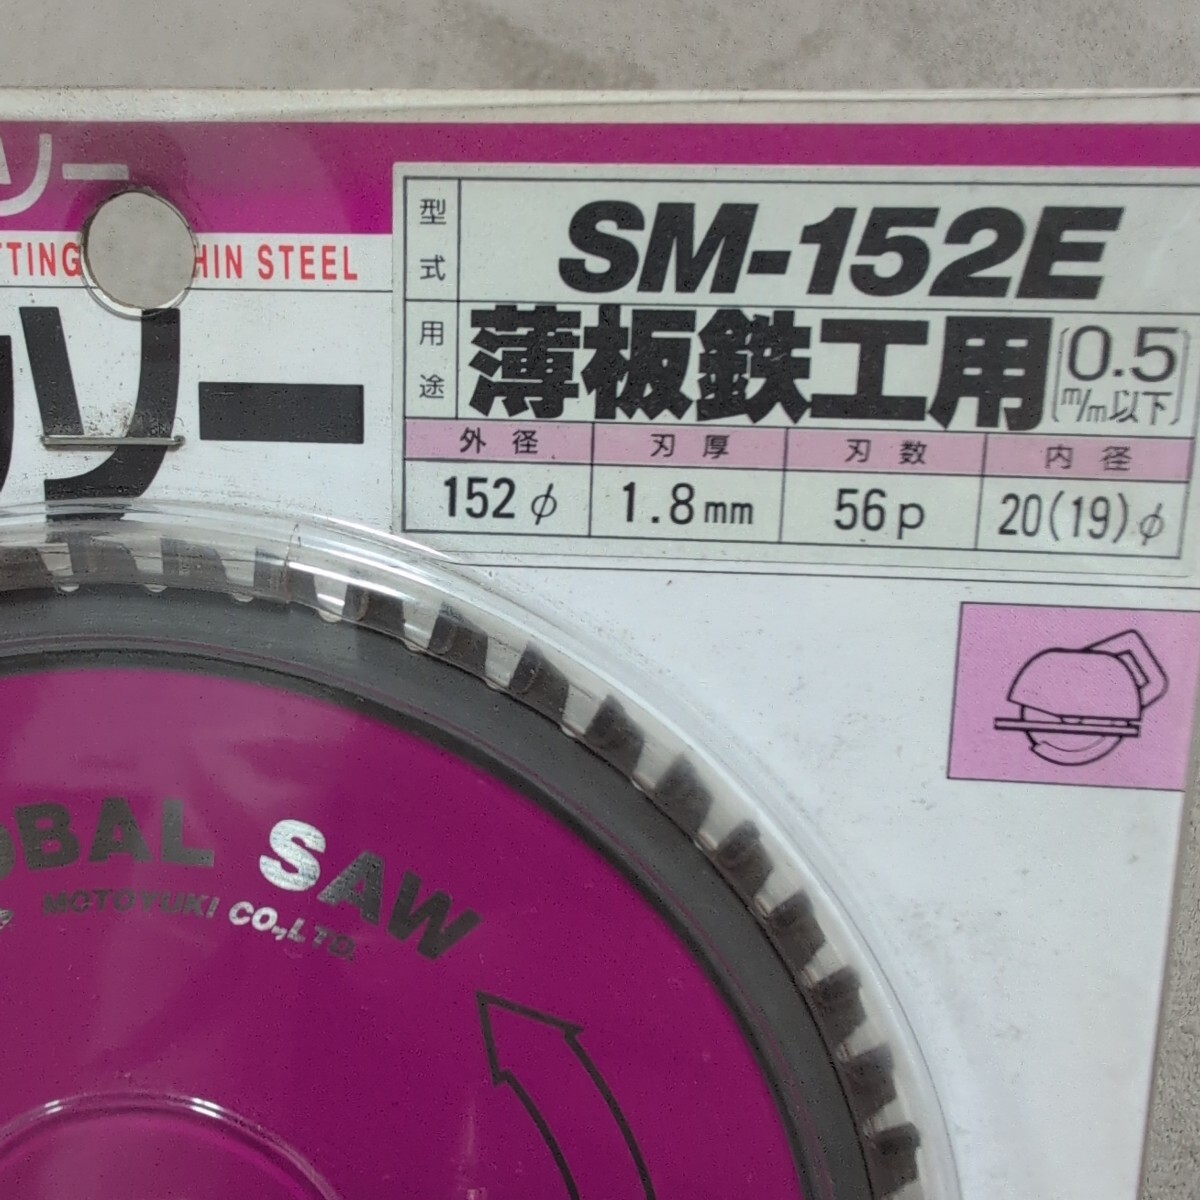 ソー
TTING HIN STEEL
ソー
型式 SM-152E
用途 薄板鉄工用 (0.5 m/m以下)
外径 刃厚 刃数 内径
152φ 1.8mm 56p 20(19)φ
OBAL SAW
MOTOYUKI CO.,LTD.